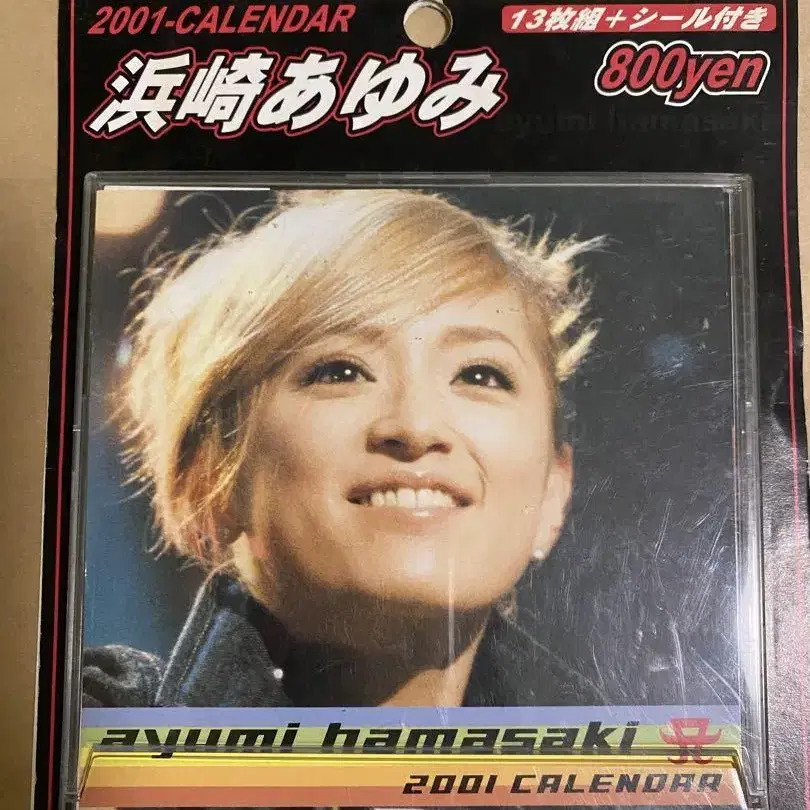 2001-CALENDAR
13枚組+シール付き
浜崎あゆみ
800yen
ayumi hamasaki
ayumi hamasaki
2001 CALENDAR